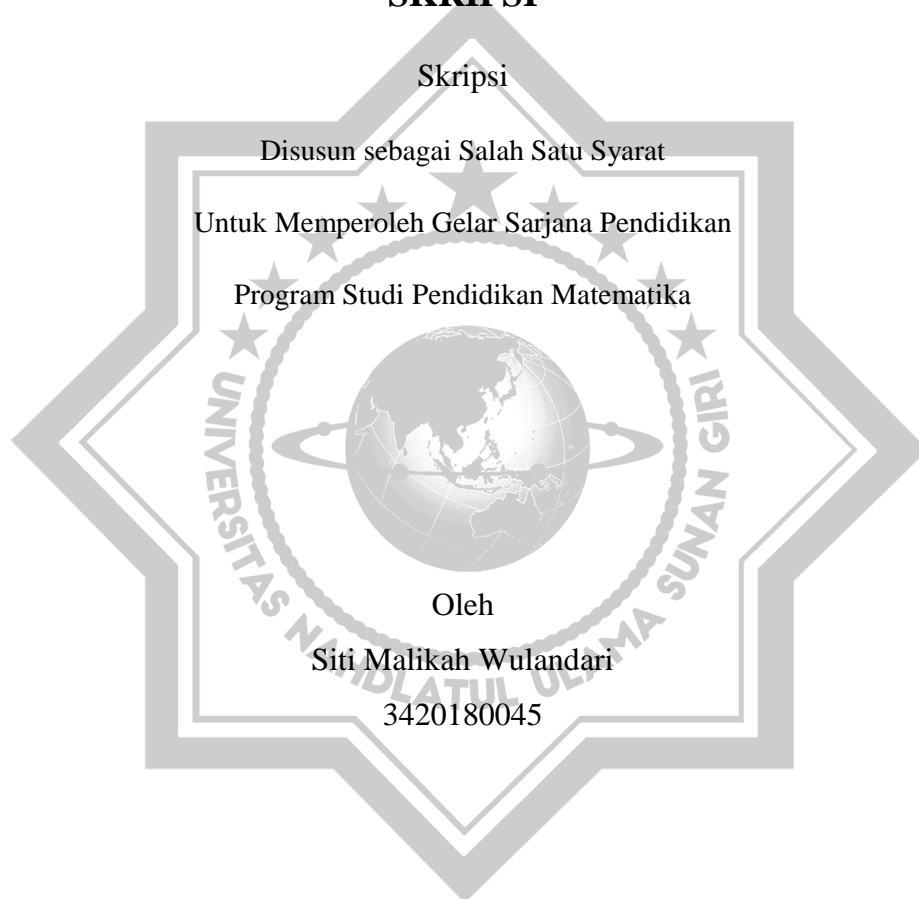 SKRIPSI
Skripsi
Disusun sebagai Salah Satu Syarat
Untuk Memperoleh Gelar Sarjana Pendidikan
Program Studi Pendidikan Matematika
UNIVERSITAS NAHDLATUL ULAMA SUNAN GIRI
Oleh
Siti Malikah Wulandari
3420180045